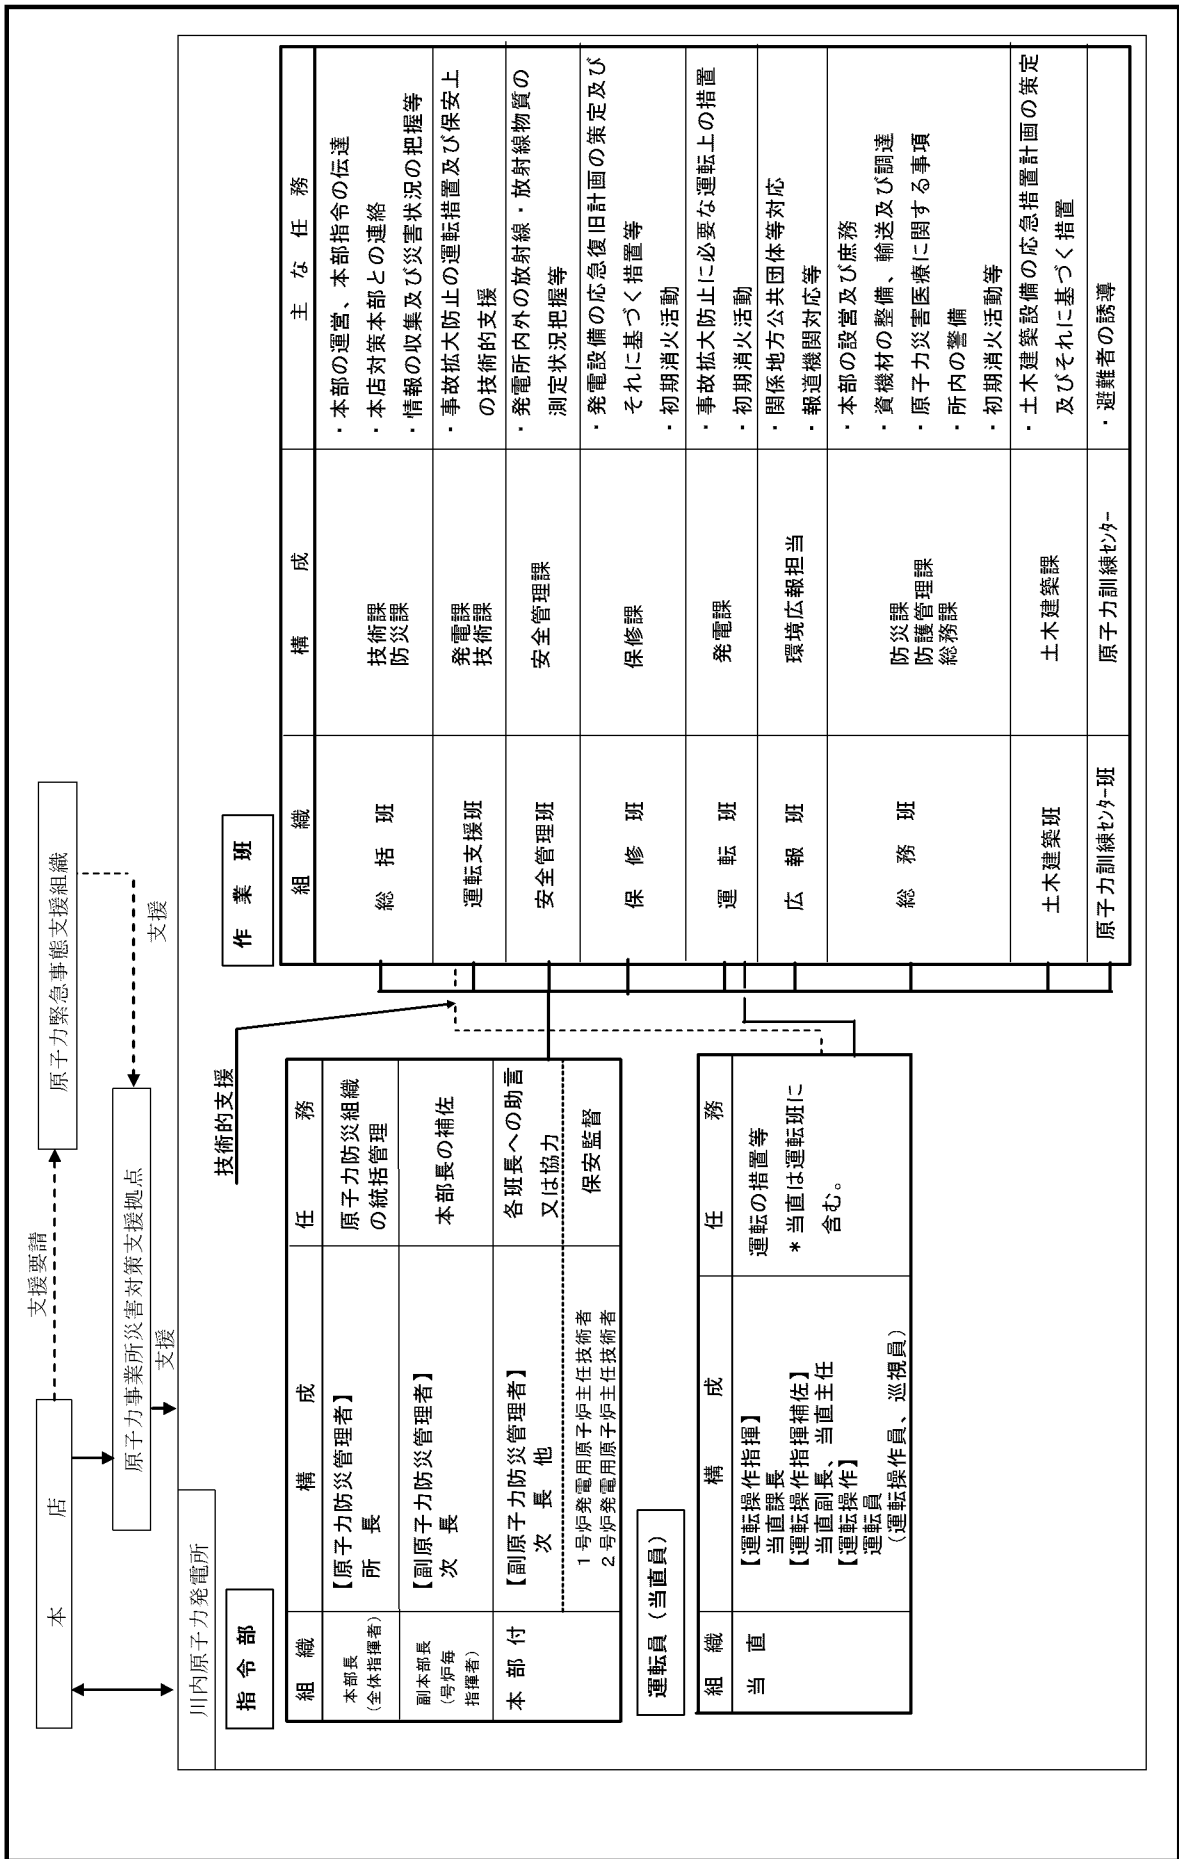 本　店
支援要請
原子力緊急事態支援組織
原子力事業所災害対策支援拠点
支援
支援
川内原子力発電所
指 令 部
組　織
構　成
任　務
本部長
(全体指揮者)
【原子力防災管理者】
所　長
原子力防災組織
の統括管理
副本部長
(号炉毎
指揮者)
【副原子力防災管理者】
次　長
本部長の補佐
本 部 付
【副原子力防災管理者】
次　長　他
各班長への助言
又は協力
1号炉発電用原子炉主任技術者
2号炉発電用原子炉主任技術者
保安監督
運転員（当直員）
組　織
構　成
任　務
当　直
【運転操作指揮】
当直課長
【運転操作指揮補佐】
当直副長、当直主任
【運転操作】
運転員
（運転操作員、巡視員）
運転の措置等
*当直は運転班に
含む。
技術的支援
作 業 班
組　織
構　成
主 な 任 務
総 括 班
技術課
防災課
・本部の運営、本部指令の伝達
・本店対策本部との連絡
・情報の収集及び災害状況の把握等
運転支援班
発電課
技術課
・事故拡大防止の運転措置及び保安上
の技術的支援
安全管理班
安全管理課
・発電所内外の放射線・放射線物質の
測定状況把握等
保 修 班
保修課
・発電設備の応急復旧計画の策定及び
それに基づく措置等
・初期消火活動
運 転 班
発電課
・事故拡大防止に必要な運転上の措置
・初期消火活動
広 報 班
環境広報担当
・関係地方公共団体等対応
・報道機関対応等
総 務 班
防災課
防護管理課
総務課
・本部の設営及び庶務
・資機材の整備、輸送及び調達
・原子力災害医療に関する事項
・所内の警備
・初期消火活動等
土木建築班
土木建築課
・土木建築設備の応急措置計画の策定
及びそれに基づく措置
原子力訓練センター班
原子力訓練センター
・避難者の誘導